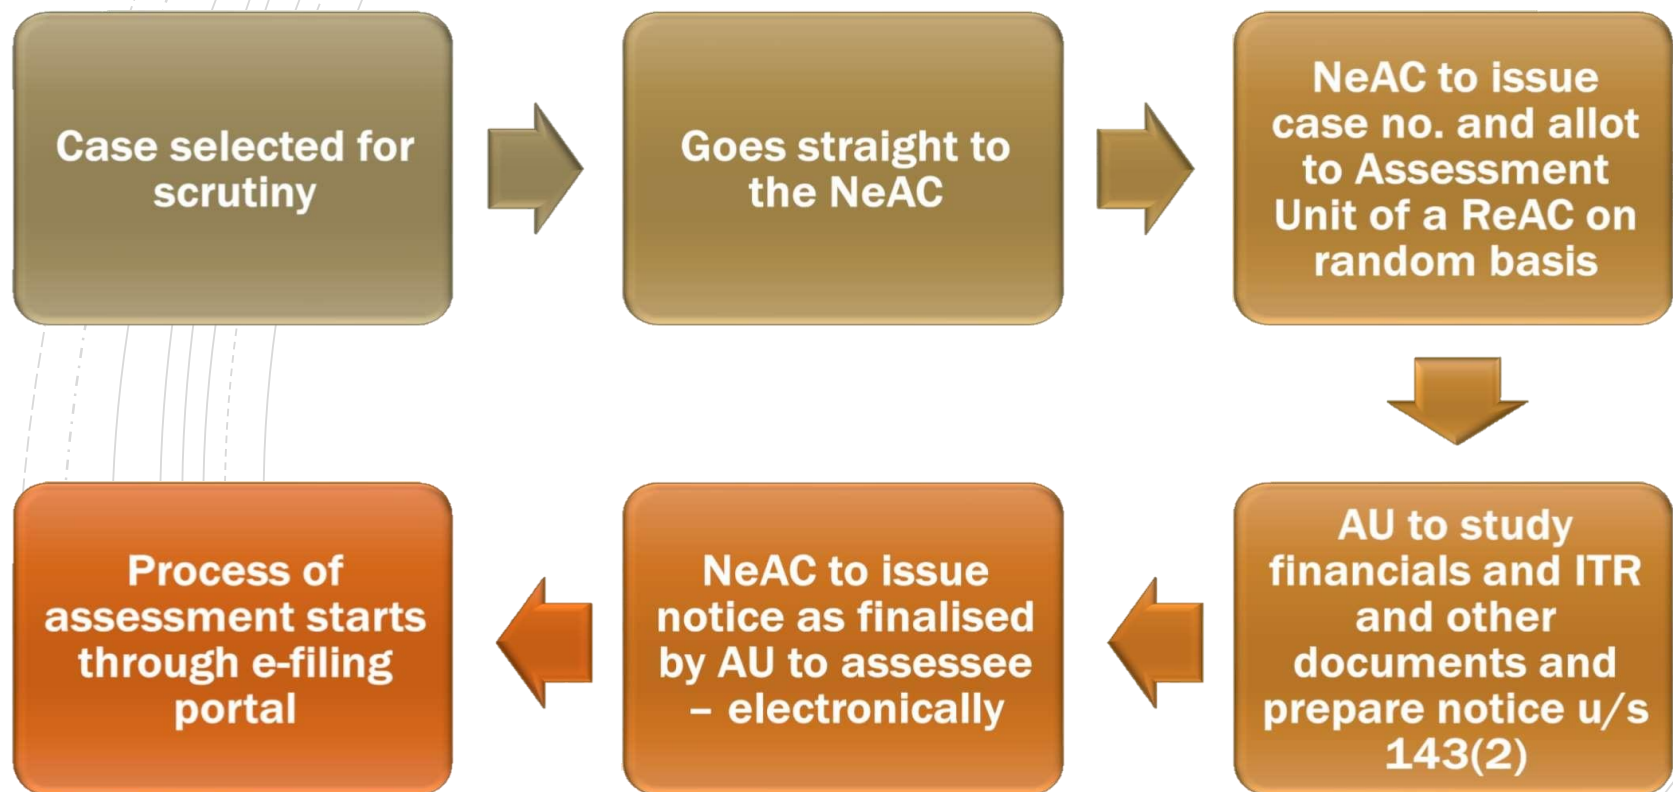 Case selected for
scrutiny
Goes straight to
the NeAC
NeAC to issue
case no. and allot
to Assessment
Unit of a ReAC on
random basis
AU to study
financials and ITR
and other
documents and
prepare notice u/s
143(2)
NeAC to issue
notice as finalised
by AU to assessee
– electronically
Process of
assessment starts
through e-filing
portal